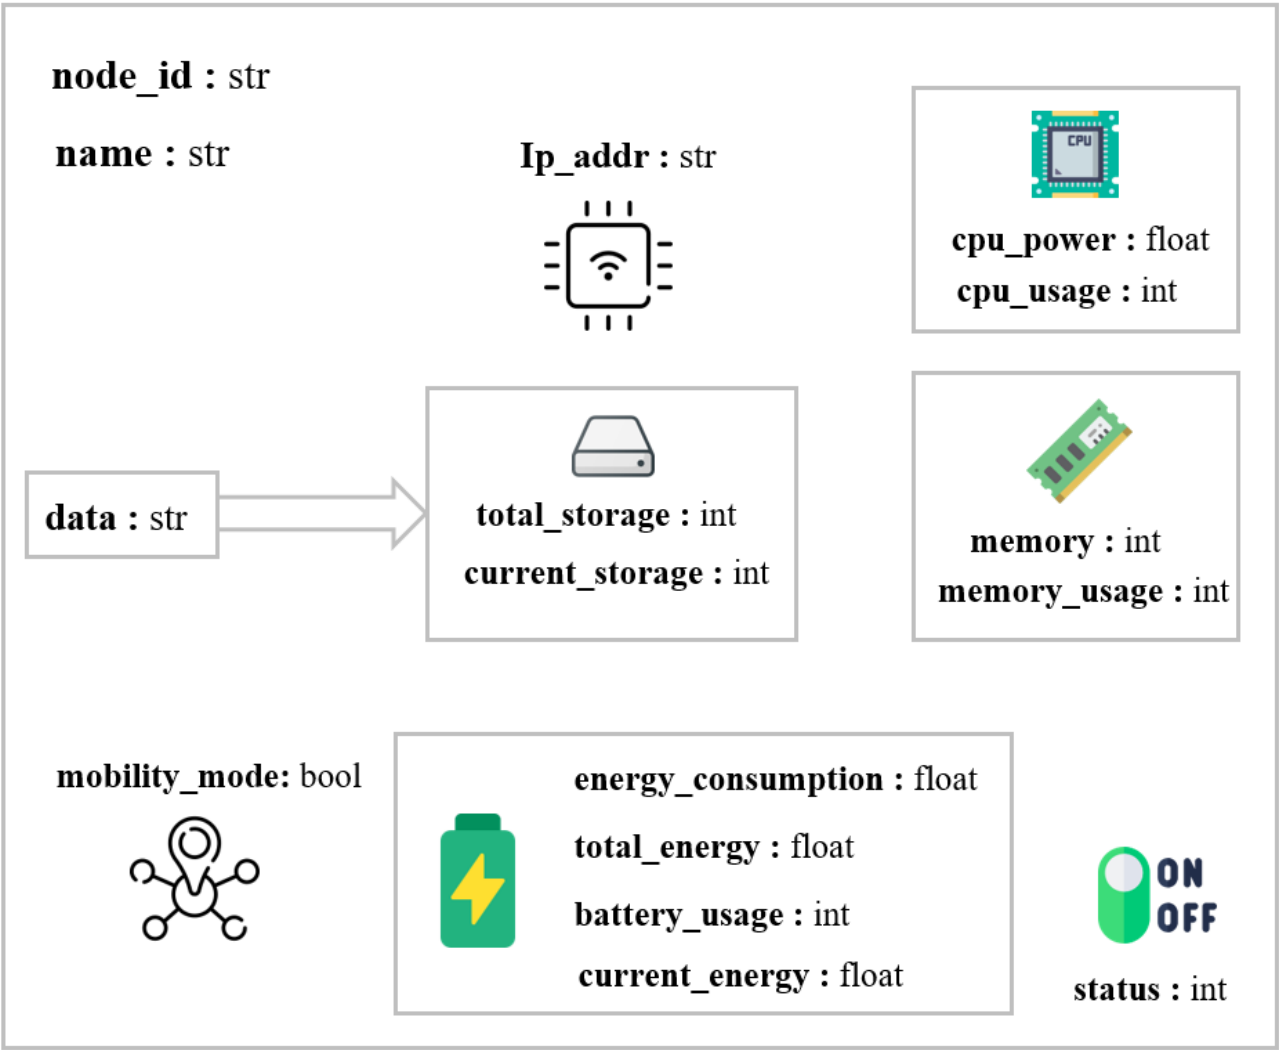 node_id : str
name : str
Ip_addr : str
CPU
cpu_power : float
cpu_usage : int
data : str
total_storage : int
current_storage : int
memory : int
memory_usage : int
mobility_mode: bool
energy_consumption : float
total_energy : float
battery_usage : int
current_energy : float
ON
OFF
status : int